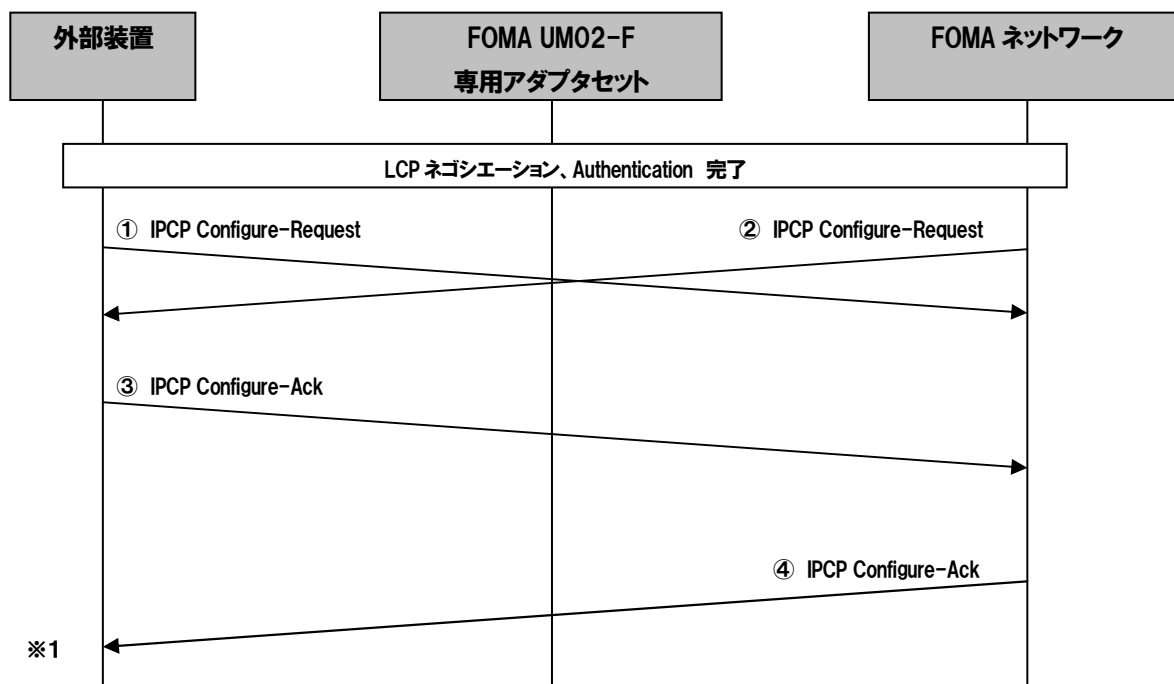 外部装置
FOMA UM02-F
専用アダプタセット
FOMA ネットワーク
LCP ネゴシエーション、Authentication 完了
① IPCP Configure-Request
② IPCP Configure-Request
③ IPCP Configure-Ack
④ IPCP Configure-Ack
※1